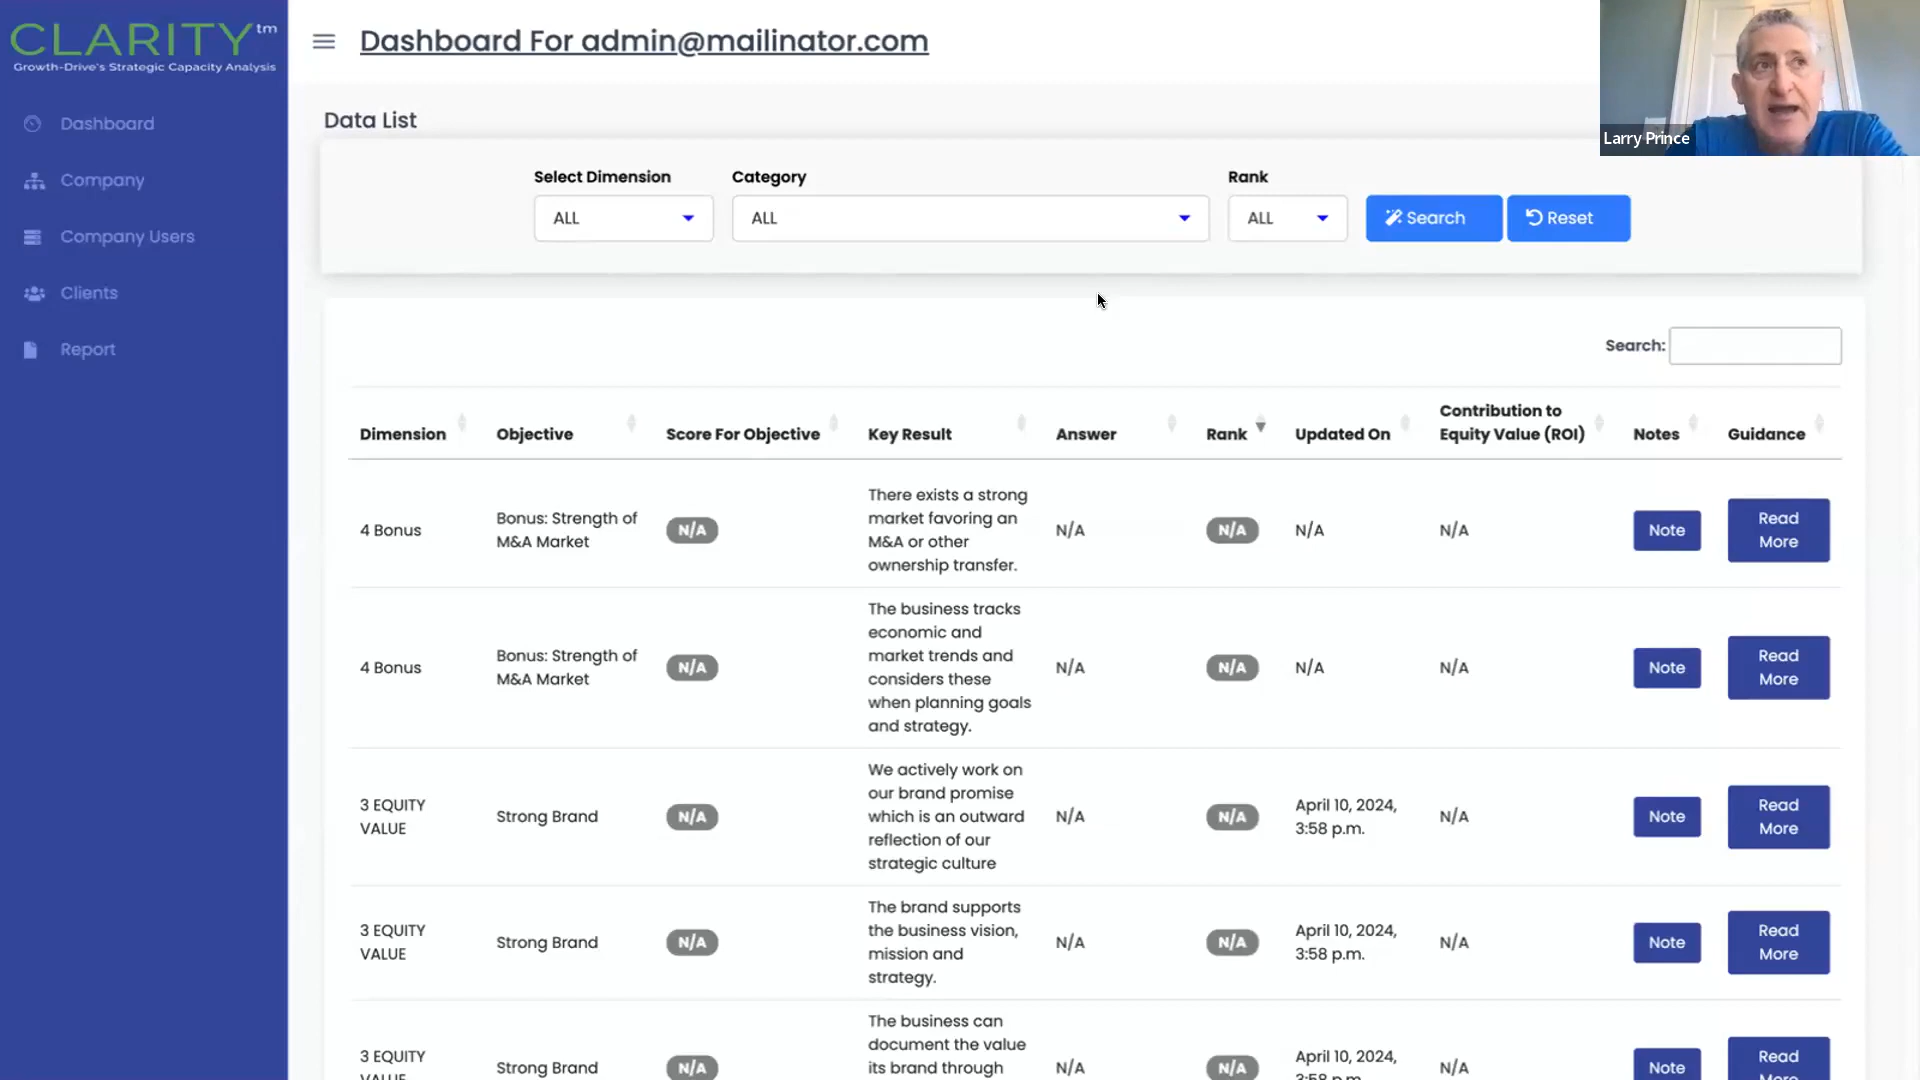 CLARITY tm
Growth-Drive's Strategic Capacity Analysis
Dashboard
Company
Company Users
Clients
Report
Dashboard For admin@mailinator.com
Larry Prince
Data List
Select Dimension
Category
Rank
ALL
ALL
ALL
Search
Reset
Search:
Dimension
Objective
Score For Objective
Key Result
Answer
Rank
Updated On
Contribution to
Equity Value (ROI)
Notes
Guidance
4 Bonus
Bonus: Strength of
M&A Market
N/A
There exists a strong
market favoring an
M&A or other
ownership transfer.
N/A
N/A
N/A
N/A
Note
Read
More
4 Bonus
Bonus: Strength of
M&A Market
N/A
The business tracks
economic and
market trends and
considers these
when planning goals
and strategy.
N/A
N/A
N/A
N/A
Note
Read
More
3 EQUITY
VALUE
Strong Brand
N/A
We actively work on
our brand promise
which is an outward
reflection of our
strategic culture
N/A
N/A
April 10, 2024,
3:58 p.m.
N/A
Note
Read
More
3 EQUITY
VALUE
Strong Brand
N/A
The brand supports
the business vision,
mission and
strategy.
N/A
N/A
April 10, 2024,
3:58 p.m.
N/A
Note
Read
More
3 EQUITY
VALUE
Strong Brand
N/A
The business can
document the value
its brand through
N/A
N/A
April 10, 2024,
3:58 p.m.
N/A
Note
Read
More